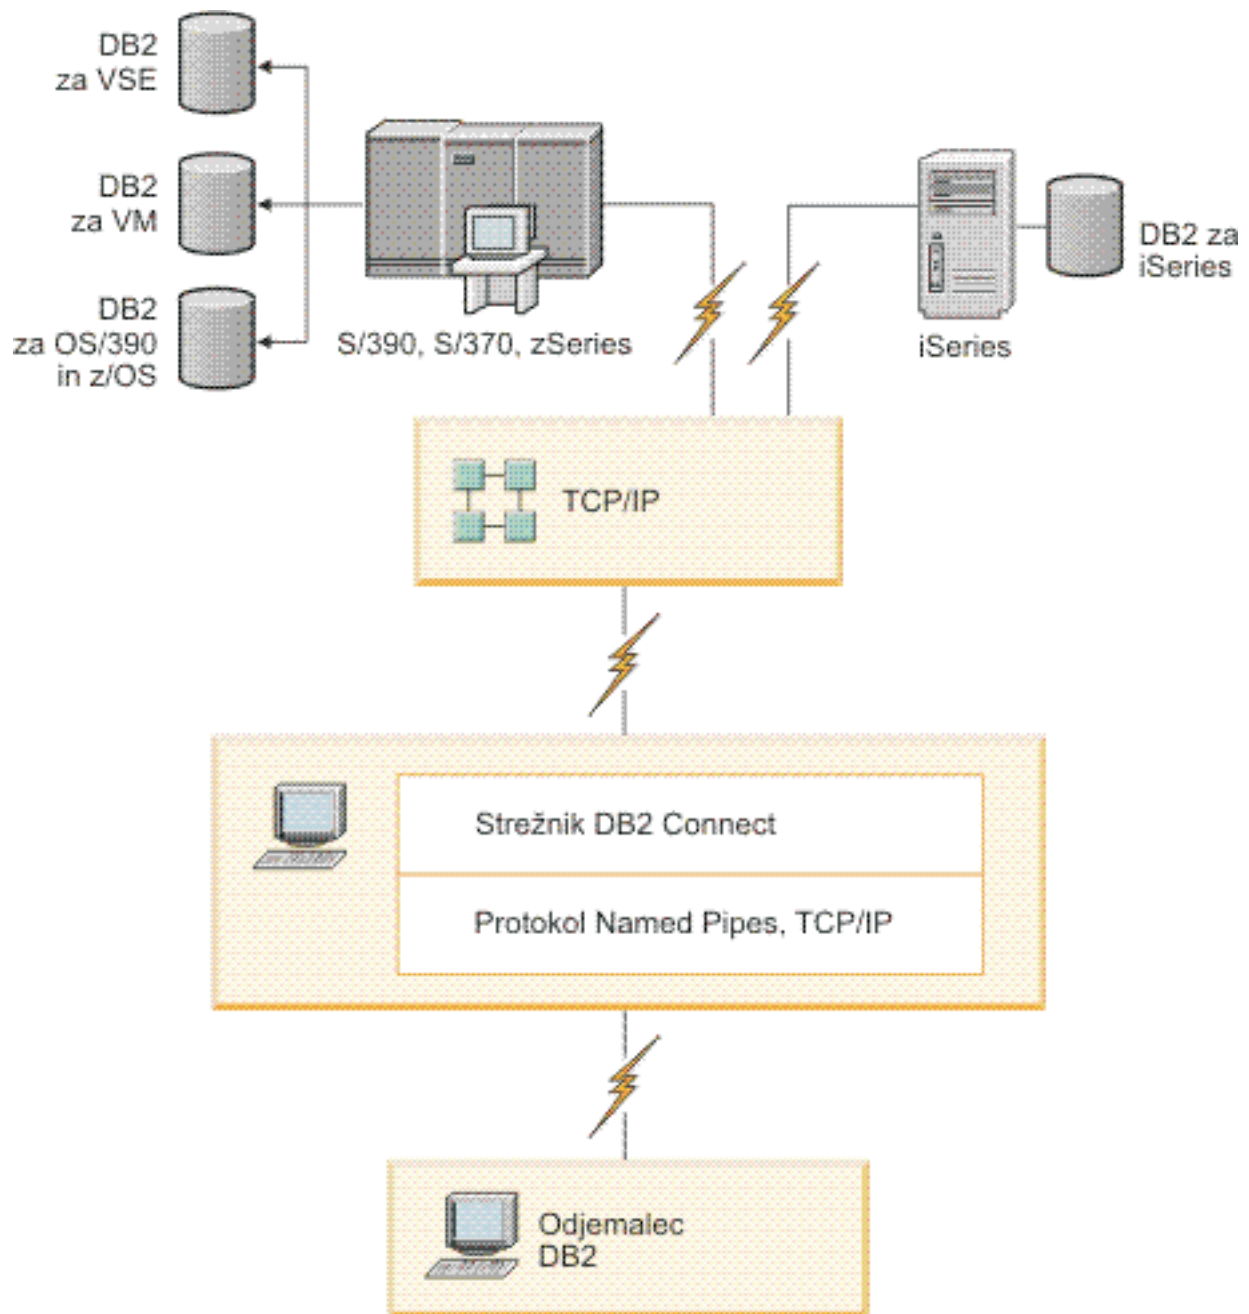 DB2
za VSE
DB2
za VM
DB2
za OS/390
in z/OS
S/390, S/370, zSeries
iSeries
DB2 za
iSeries
TCP/IP
Strežnik DB2 Connect
Protokol Named Pipes, TCP/IP
Odjemalec
DB2